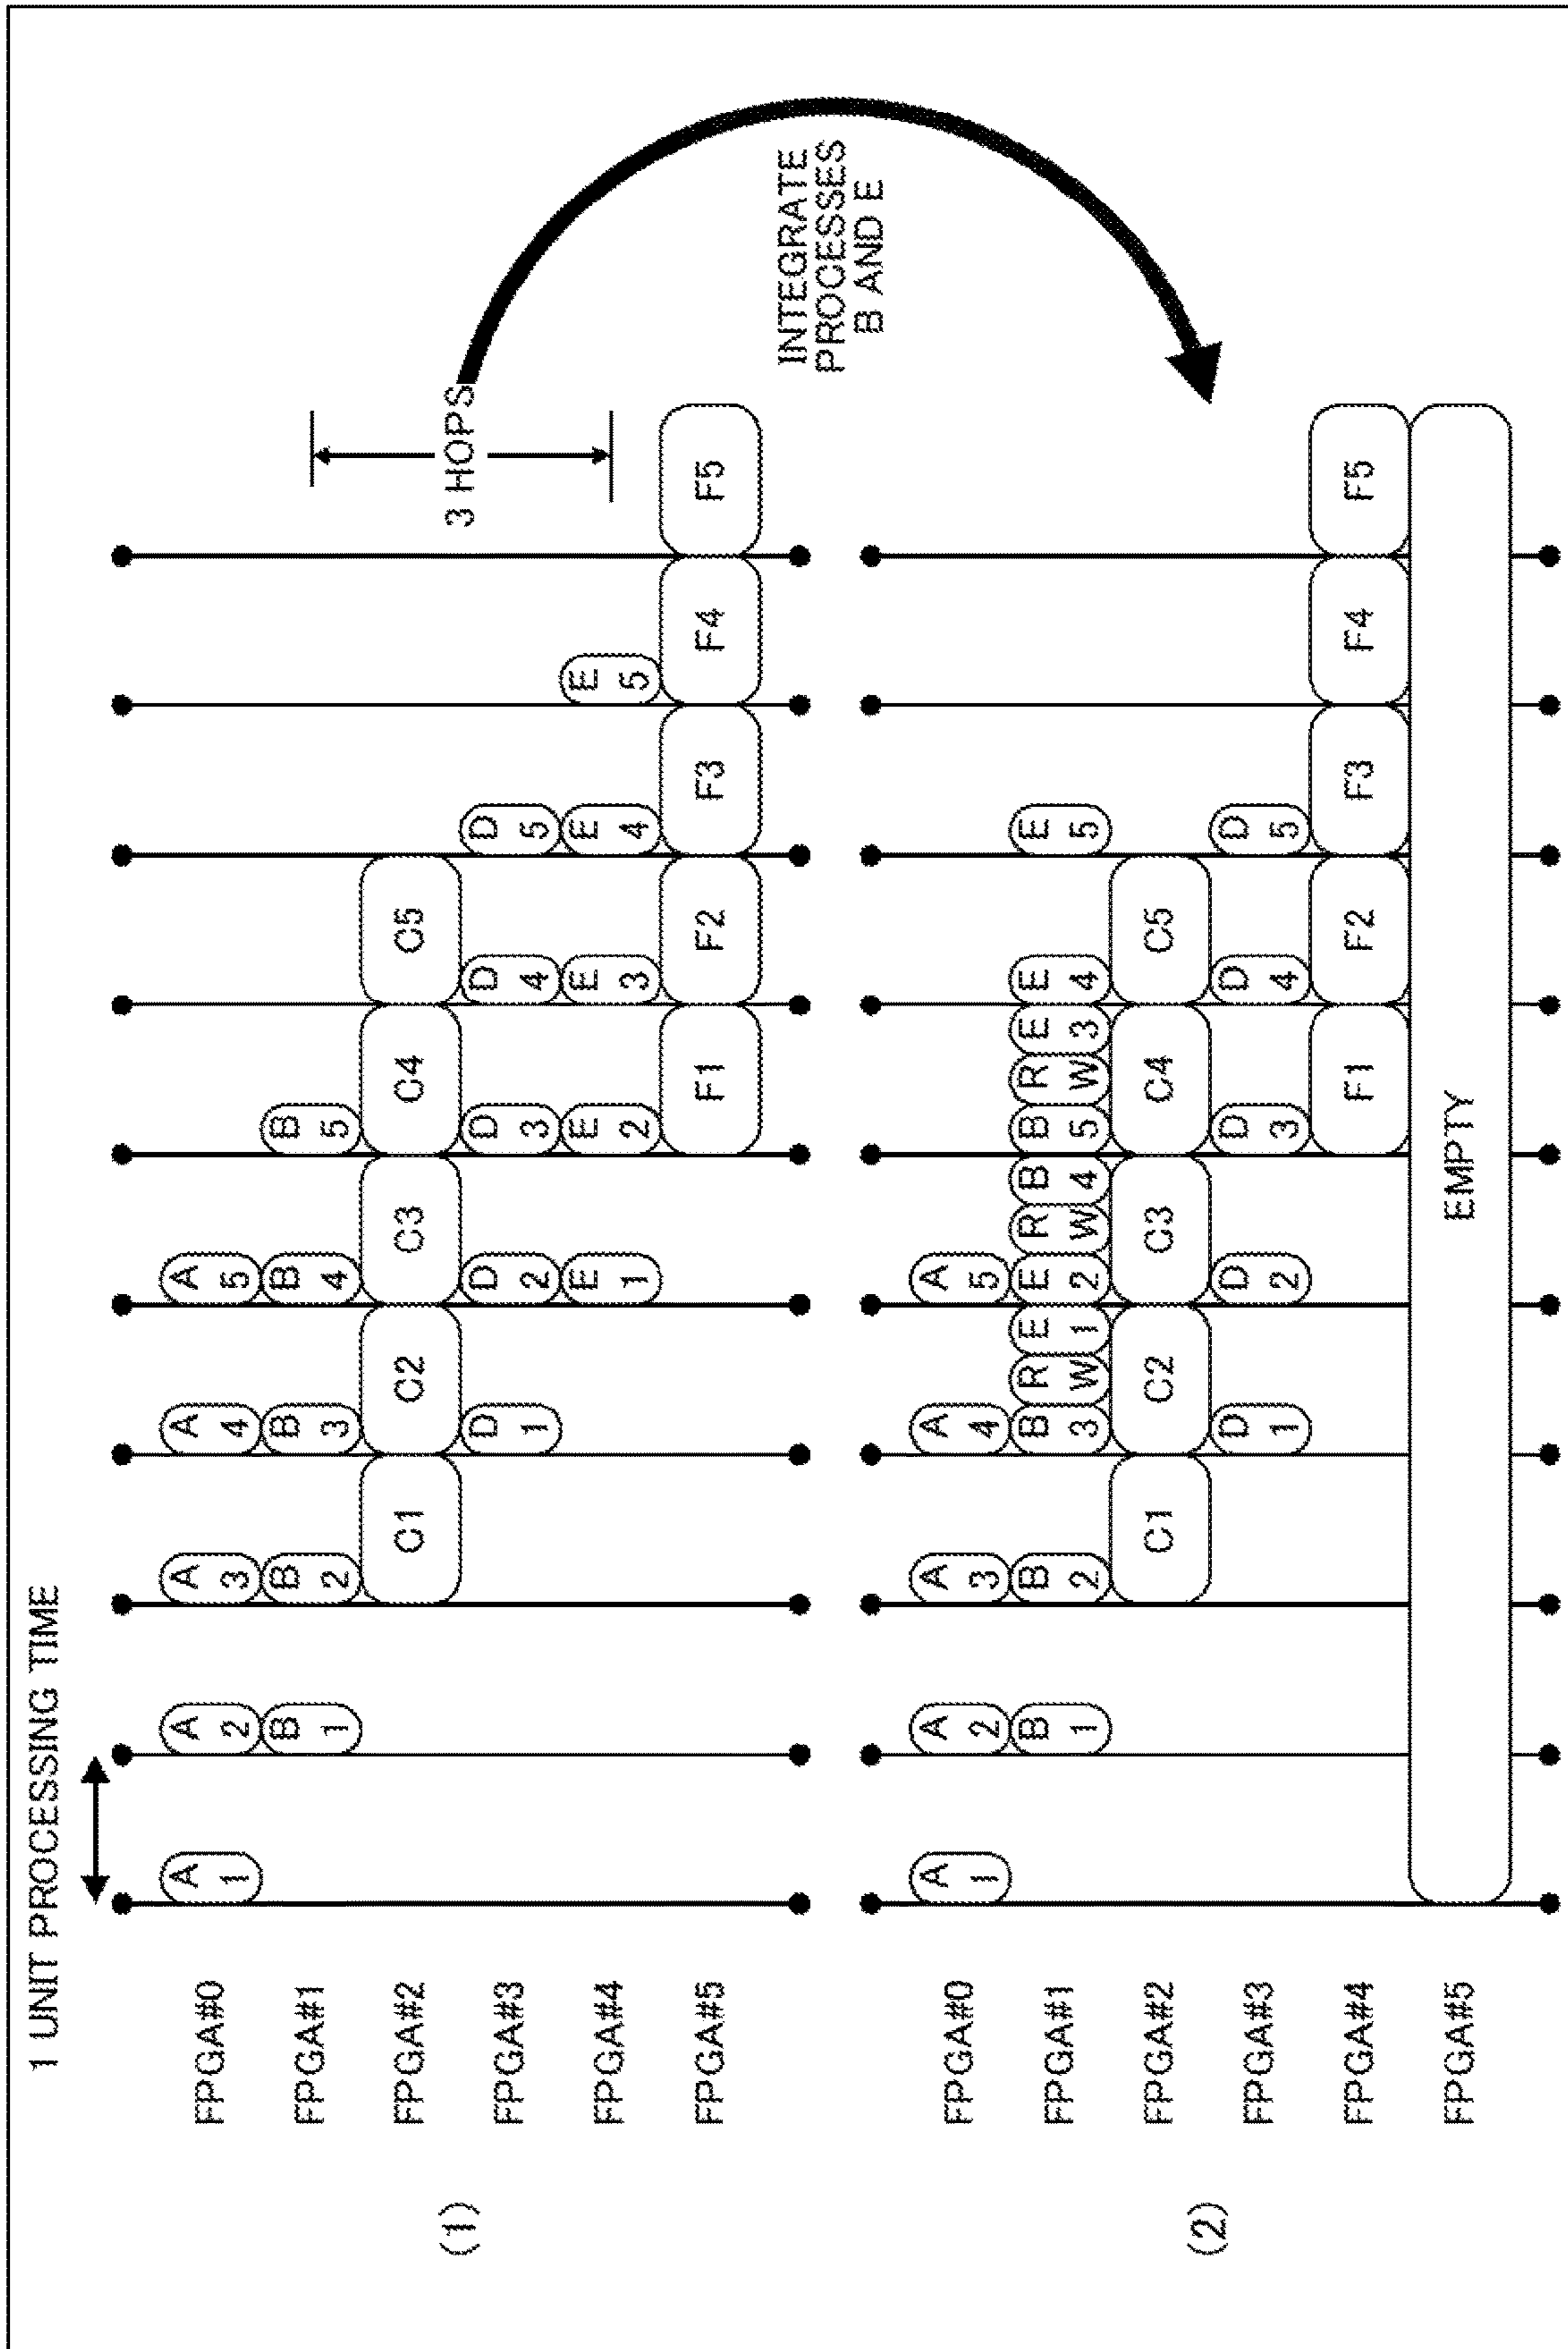 1 UNIT PROCESSING TIME
(1)
FPGA#0
A 1
A 2
A 3
A 4
A 5
FPGA#1
B 1
B 2
B 3
B 4
B 5
FPGA#2
C1
C2
C3
C4
C5
FPGA#3
D 1
D 2
D 3
D 4
D 5
FPGA#4
E 1
E 2
E 3
E 4
E 5
FPGA#5
F1
F2
F3
F4
F5
3 HOPS
INTEGRATE
PROCESSES
B AND E
(2)
FPGA#0
A 1
A 2
A 3
A 4
A 5
FPGA#1
B 1
B 2
B 3
R W
E 1
E 2
R W
B 4
B 5
R W
E 3
E 4
E 5
FPGA#2
C1
C2
C3
C4
C5
FPGA#3
D 1
D 2
D 3
D 4
D 5
FPGA#4
F1
F2
F3
F4
F5
FPGA#5
EMPTY